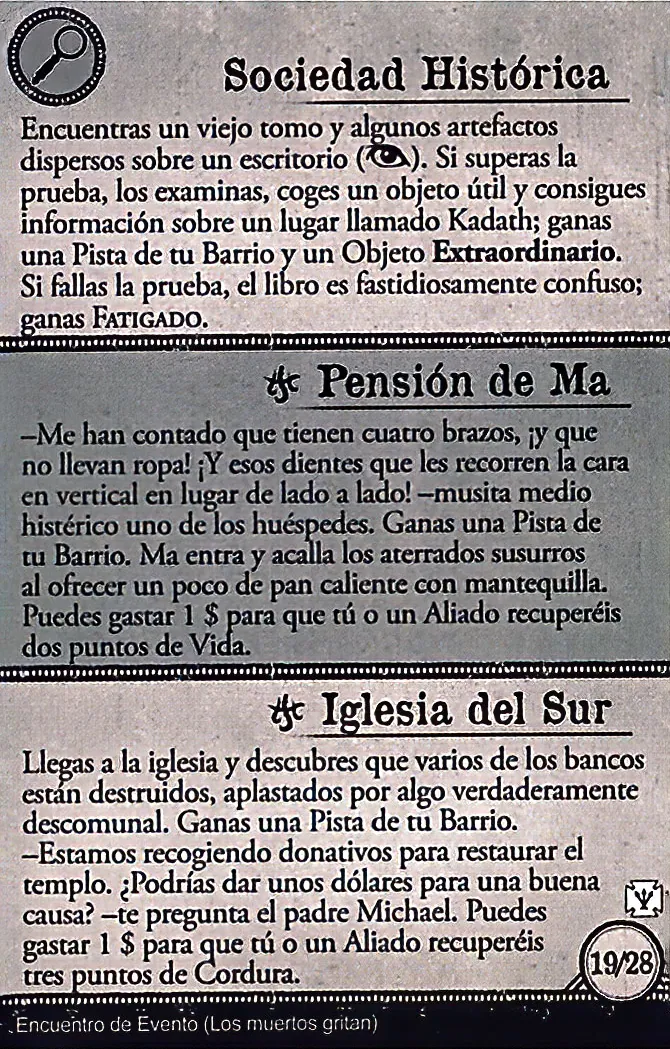 Sociedad Histórica
Encuentras un viejo tomo y algunos artefactos
dispersos sobre un escritorio (). Si superas la
prueba, los examinas, coges un objeto útil y consigues
información sobre un lugar llamado Kadath; ganas
una Pista de tu Barrio y un Objeto Extraordinario.
Si fallas la prueba, el libro es fastidiosamente confuso;
ganas FATIGADO.
Pensión de Ma
–Me han contado que tienen cuatro brazos, ¡y que
no llevan ropa! ¡Y esos dientes que les recorren la cara
en vertical en lugar de lado a lado! –musita medio
histérico uno de los huéspedes. Ganas una Pista de
tu Barrio. Ma entra y acalla los aterrados susurros
al ofrecer un poco de pan caliente con mantequilla.
Puedes gastar 1 $ para que tú o un Aliado recuperéis
dos puntos de Vida.
Iglesia del Sur
Llegas a la iglesia y descubres que varios de los bancos
están destruidos, aplastados por algo verdaderamente
descomunal. Ganas una Pista de tu Barrio.
–Estamos recogiendo donativos para restaurar el
templo. ¿Podrías dar unos dólares para una buena
causa? –te pregunta el padre Michael. Puedes
gastar 1 $ para que tú o un Aliado recuperéis
tres puntos de Cordura.
19/28
Encuentro de Evento (Los muertos gritan)